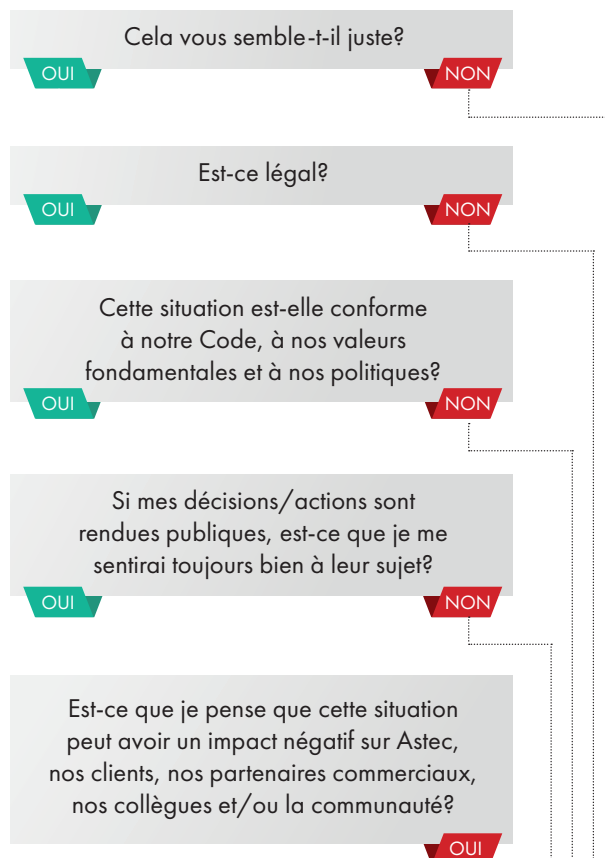 Cela vous semble-t-il juste?
OUI
NON
Est-ce légal?
OUI
NON
Cette situation est-elle conforme
à notre Code, à nos valeurs
fondamentales et à nos politiques?
OUI
NON
Si mes décisions/actions sont
rendues publiques, est-ce que je me
sentirai toujours bien à leur sujet?
OUI
NON
Est-ce que je pense que cette situation
peut avoir un impact négatif sur Astec,
nos clients, nos partenaires commerciaux,
nos collègues et/ou la communauté?
OUI